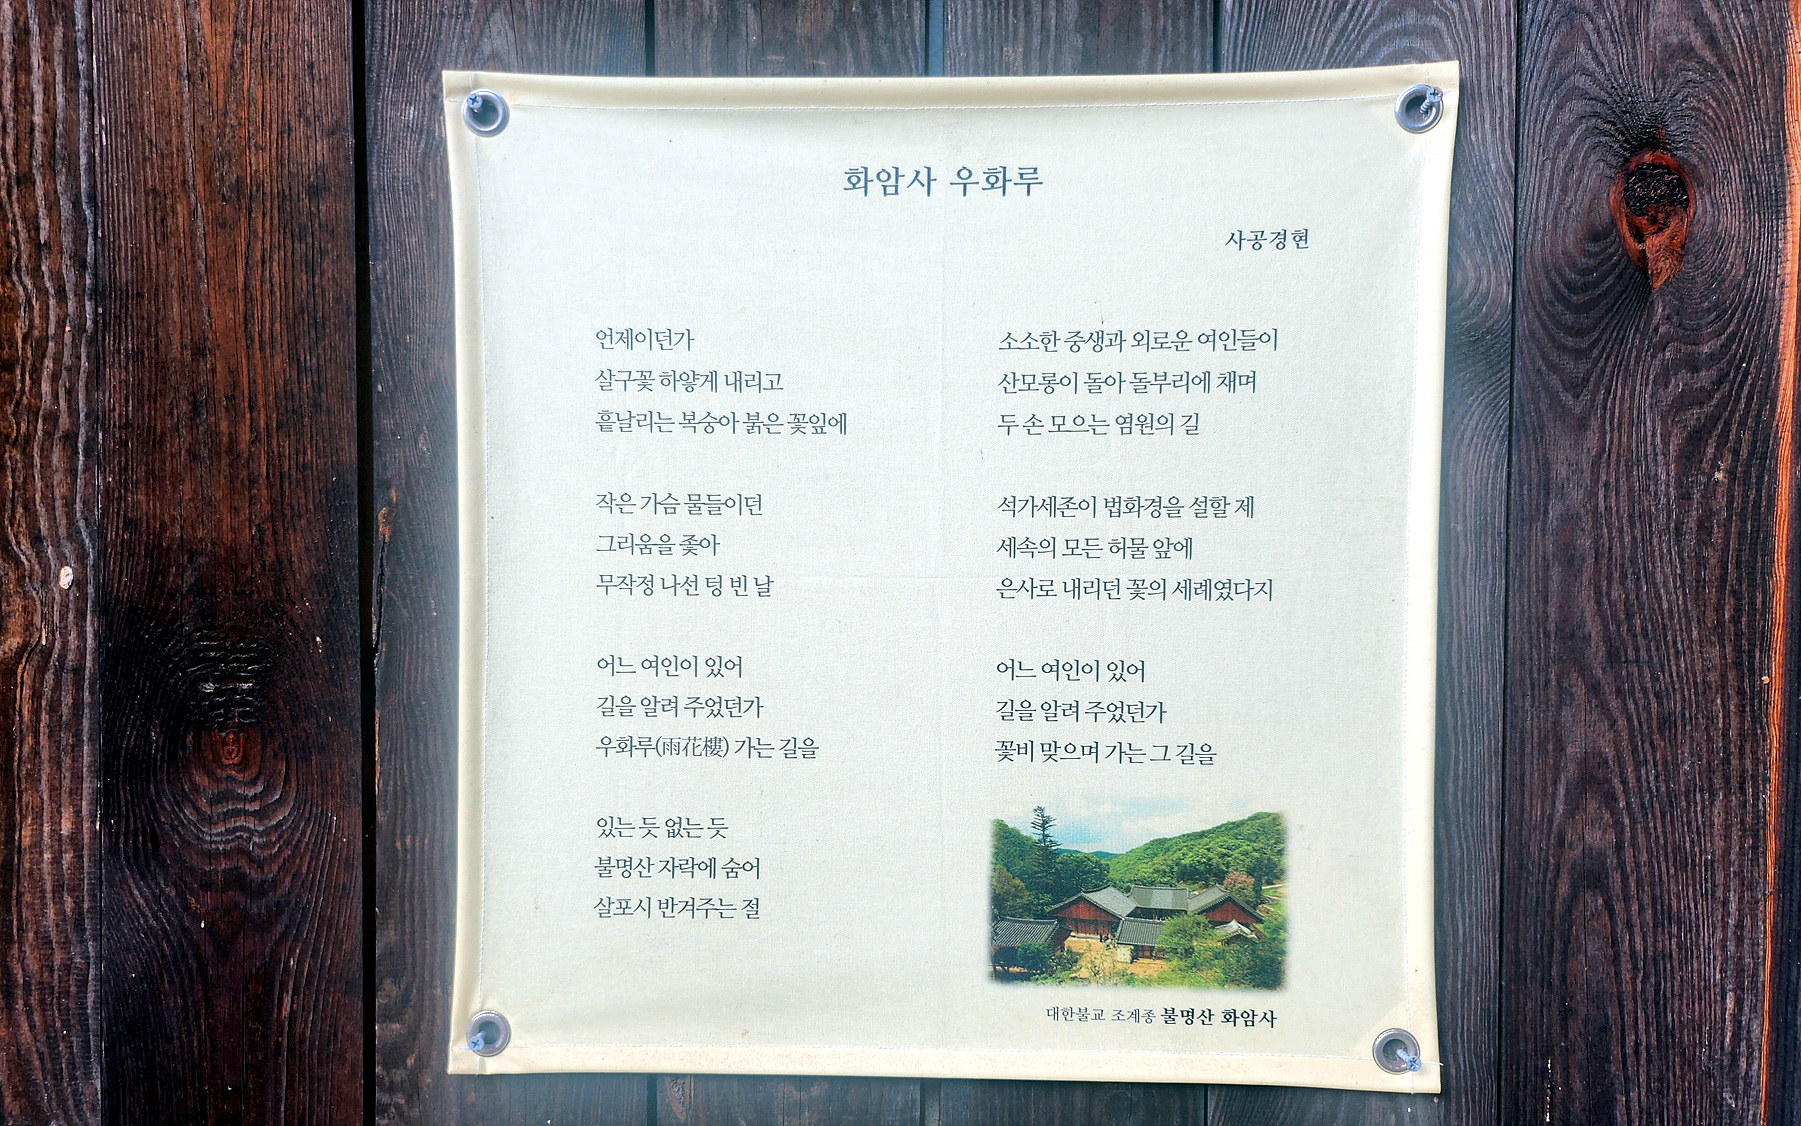 화암사 우화루
사공경현
언제이던가
살구꽃 하얗게 내리고
흩날리는 복숭아 붉은 꽃잎에
작은 가슴 물들이던
그리움을 좇아
무작정 나선 텅 빈 날
어느 여인이 있어
길을 알려 주었던가
우화루(雨花樓) 가는 길을
있는 듯 없는 듯
불명산 자락에 숨어
살포시 반겨주는 절
소소한 중생과 외로운 여인들이
산모롱이 돌아 돌부리에 채며
두 손 모으는 염원의 길
석가세존이 법화경을 설할 제
세속의 모든 허물 앞에
은사로 내리던 꽃의 세례였다지
어느 여인이 있어
길을 알려 주었던가
꽃비 맞으며 가는 그 길을
대한불교 조계종 불명산 화암사